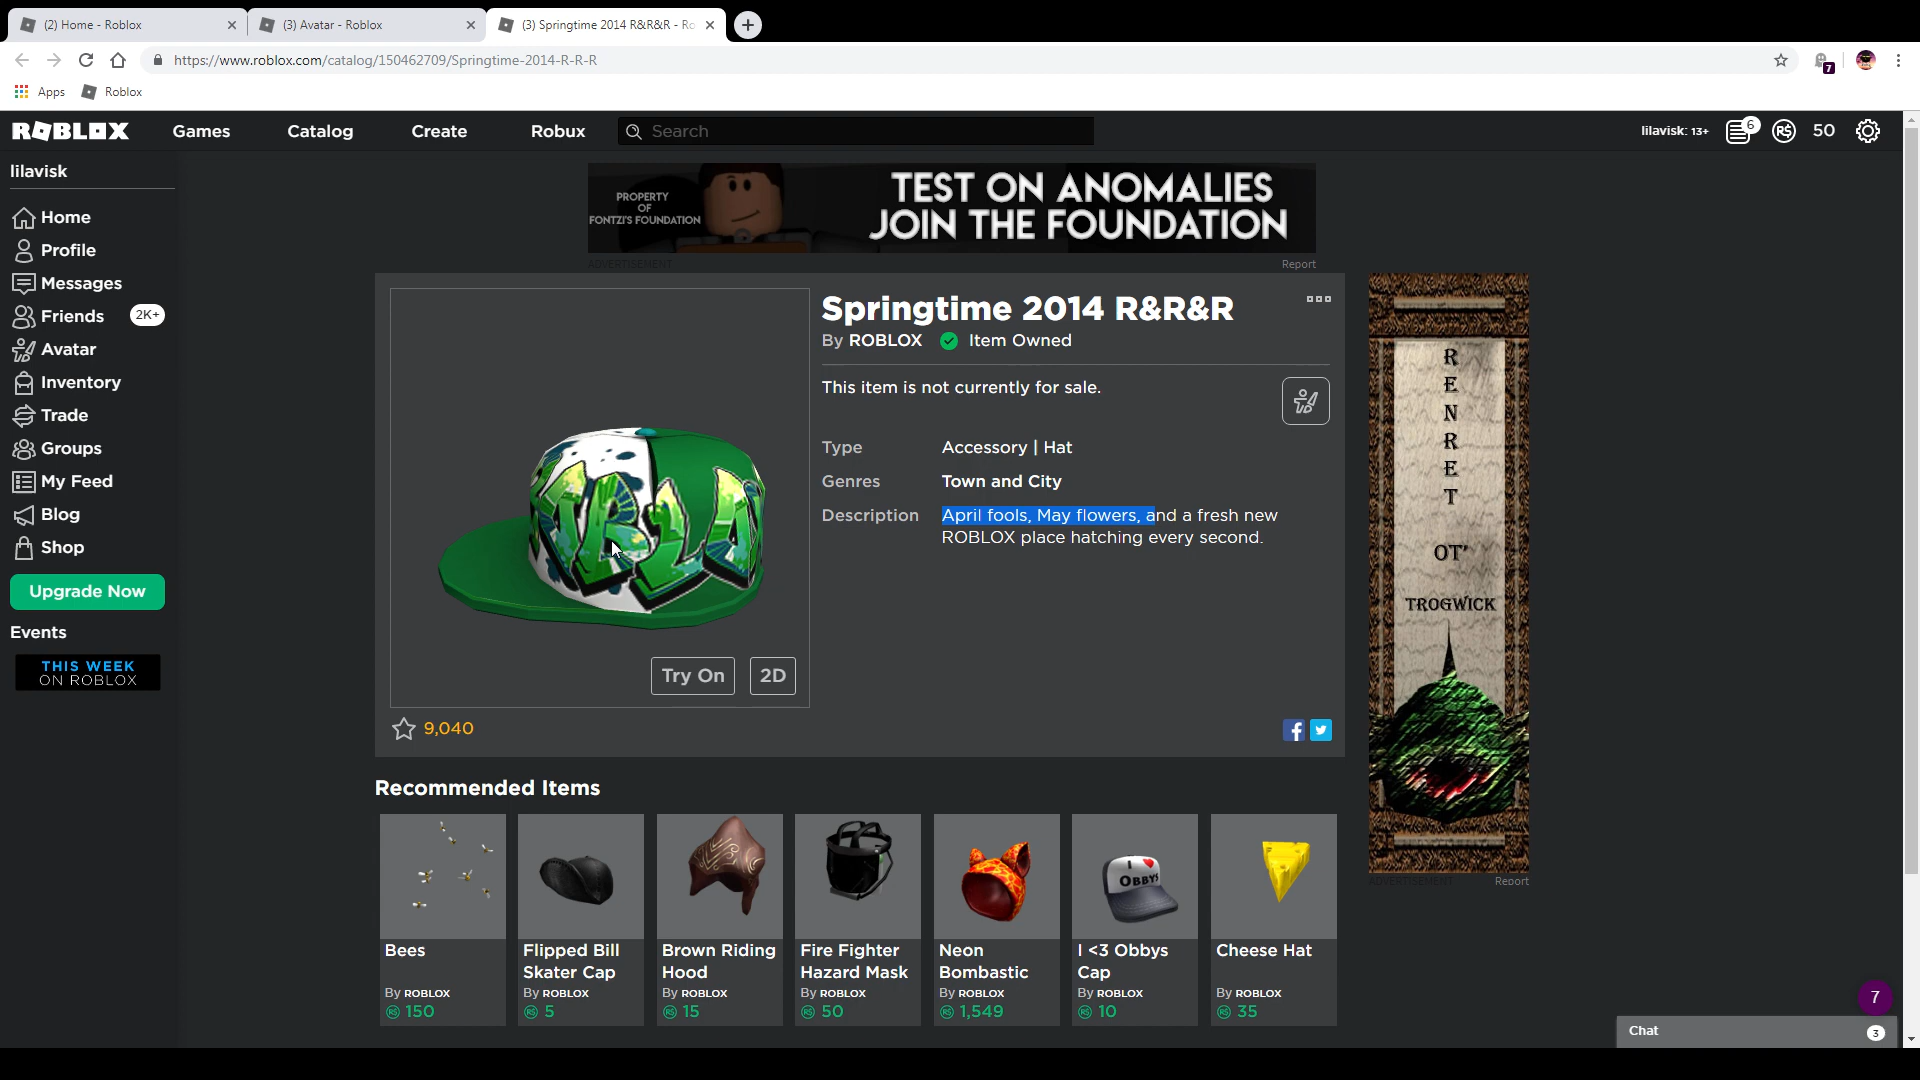 (2) Home - Roblox
(3) Avatar - Roblox
(3) Springtime 2014 R&R&R - Ro
https://www.roblox.com/catalog/150462709/Springtime-2014-R-R-R
7
Apps
Roblox
ROBLOX
Games
Catalog
Create
Robux
Search
lilavisk: 13+
6
R$
50
lilavisk
Home
Profile
Messages
Friends
2K+
Avatar
Inventory
Trade
Groups
My Feed
Blog
Shop
Upgrade Now
Events
THIS WEEK
ON ROBLOX
PROPERTY
OF
FONTZI'S FOUNDATION
TEST ON ANOMALIES
JOIN THE FOUNDATION
ADVERTISEMENT
Report
Springtime 2014 R&R&R
By ROBLOX
Item Owned
This item is not currently for sale.
Type
Accessory | Hat
Genres
Town and City
Description
April fools, May flowers, and a fresh new
ROBLOX place hatching every second.
Try On
2D
9,040
RENRET
OT'
TROGWICK
ADVERTISEMENT
Report
Recommended Items
I ♥
OBBYS
Bees
By ROBLOX
R$ 150
Flipped Bill
Skater Cap
By ROBLOX
R$ 5
Brown Riding
Hood
By ROBLOX
R$ 15
Fire Fighter
Hazard Mask
By ROBLOX
R$ 50
Neon
Bombastic
By ROBLOX
R$ 1,549
I <3 Obbys
Cap
By ROBLOX
R$ 10
Cheese Hat
By ROBLOX
R$ 35
7
Chat
3